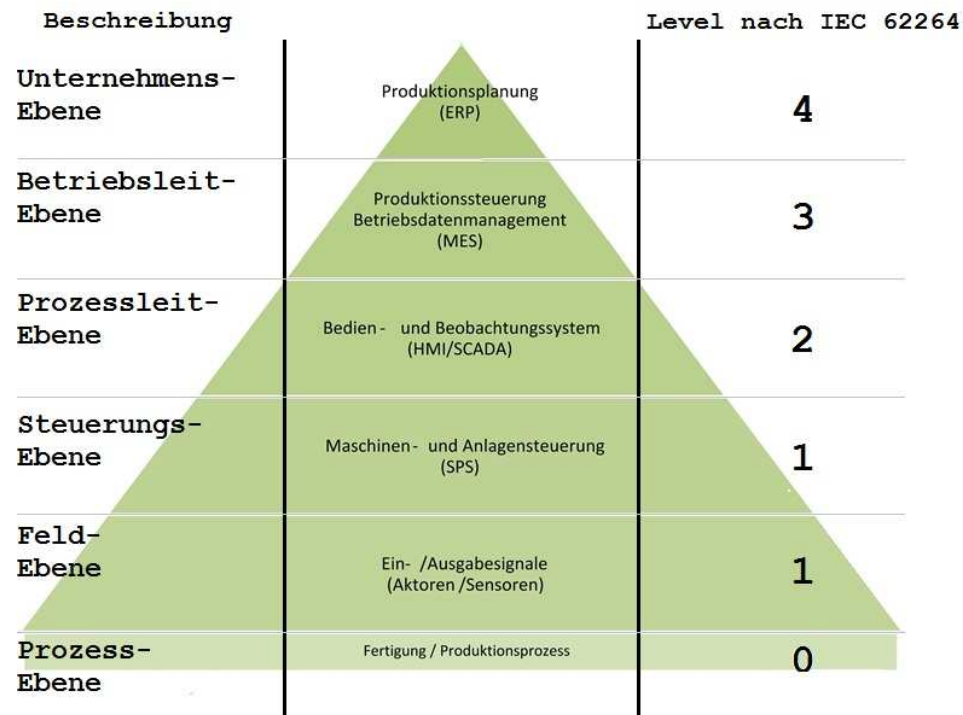 Beschreibung
Level nach IEC 62264
Unternehmens-
Ebene
Produktionsplanung
(ERP)
4
Betriebsleit-
Ebene
Produktionssteuerung
Betriebsdatenmanagement
(MES)
3
Prozessleit-
Ebene
Bedien- und Beobachtungssystem
(HMI/SCADA)
2
Steuerungs-
Ebene
Maschinen- und Anlagensteuerung
(SPS)
1
Feld-
Ebene
Ein- /Ausgabesignale
(Aktoren /Sensoren)
1
Prozess-
Ebene
Fertigung / Produktionsprozess
0